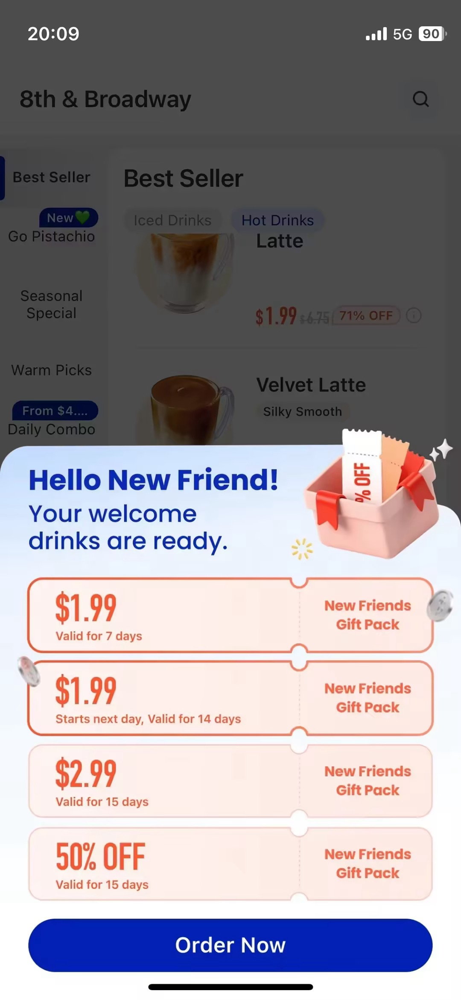 20:09
5G 90
8th & Broadway
Best Seller
Best Seller
New💚
Go Pistachio
Iced Drinks
Hot Drinks
Latte
Seasonal
Special
$1.99 $6.75 71% OFF
Warm Picks
Velvet Latte
Silky Smooth
From $4....
Daily Combo
% OFF
Hello New Friend!
Your welcome
drinks are ready.
$1.99
Valid for 7 days
New Friends
Gift Pack
$1.99
Starts next day, Valid for 14 days
New Friends
Gift Pack
$2.99
Valid for 15 days
New Friends
Gift Pack
50% OFF
Valid for 15 days
New Friends
Gift Pack
Order Now